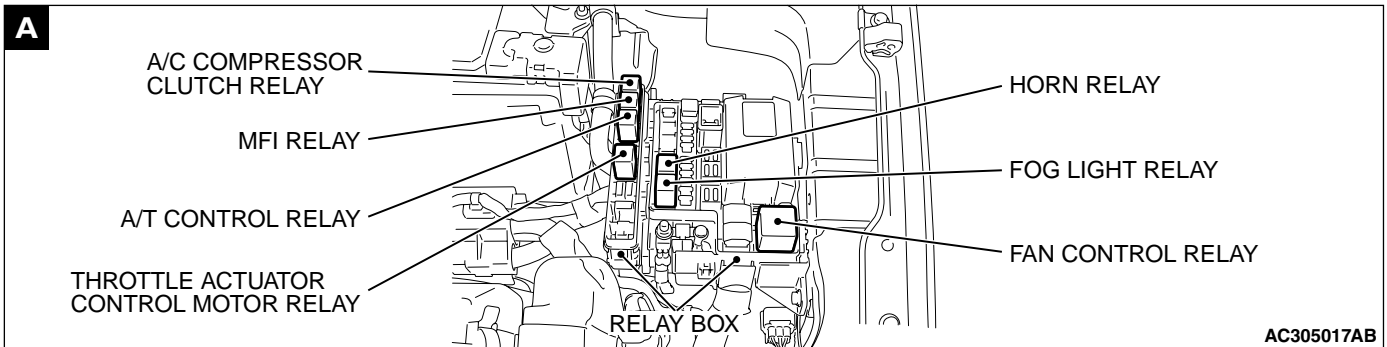 A
A/C COMPRESSOR
CLUTCH RELAY
MFI RELAY
A/T CONTROL RELAY
THROTTLE ACTUATOR
CONTROL MOTOR RELAY
RELAY BOX
HORN RELAY
FOG LIGHT RELAY
FAN CONTROL RELAY
AC305017AB